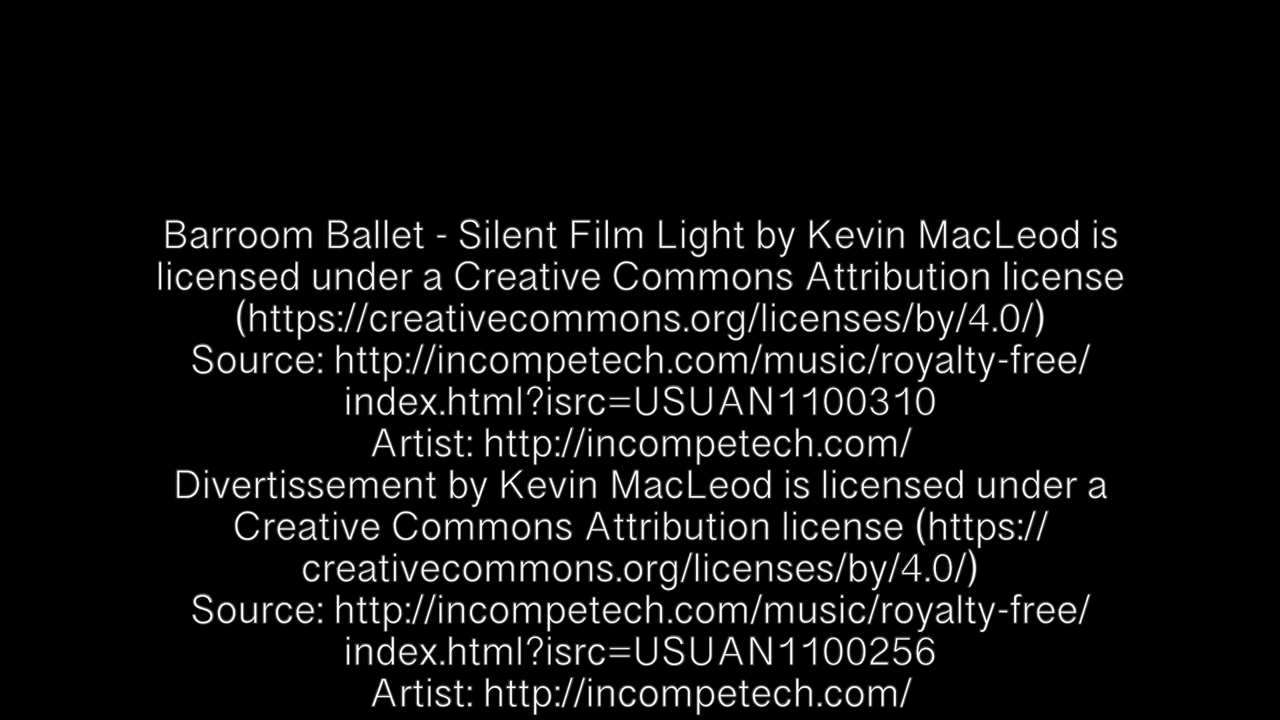 Barroom Ballet - Silent Film Light by Kevin MacLeod is
licensed under a Creative Commons Attribution license
(https://creativecommons.org/licenses/by/4.0/)
Source: http://incompetech.com/music/royalty-free/
index.html?isrc=USUAN1100310
Artist: http://incompetech.com/
Divertissement by Kevin MacLeod is licensed under a
Creative Commons Attribution license (https://
creativecommons.org/licenses/by/4.0/)
Source: http://incompetech.com/music/royalty-free/
index.html?isrc=USUAN1100256
Artist: http://incompetech.com/